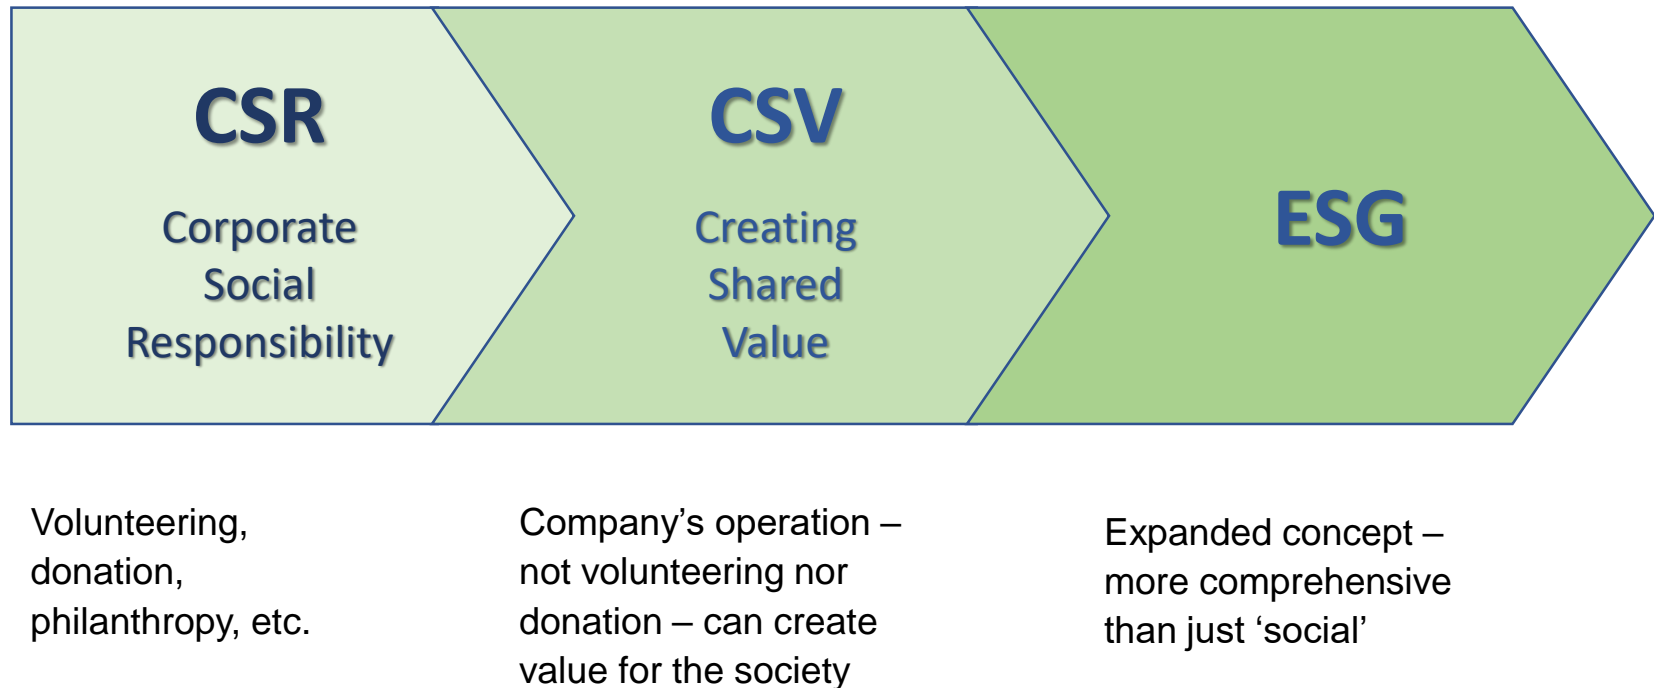 CSR
Corporate
Social
Responsibility
CSV
Creating
Shared
Value
ESG
Volunteering,
donation,
philanthropy, etc.
Company’s operation –
not volunteering nor
donation – can create
value for the society
Expanded concept –
more comprehensive
than just ‘social’